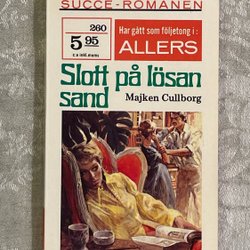 SUCCÉ-ROMANEN
260
5 95
Har gått som följetong i:
ALLERS
Slott på lösan
sand
Majken Cullborg